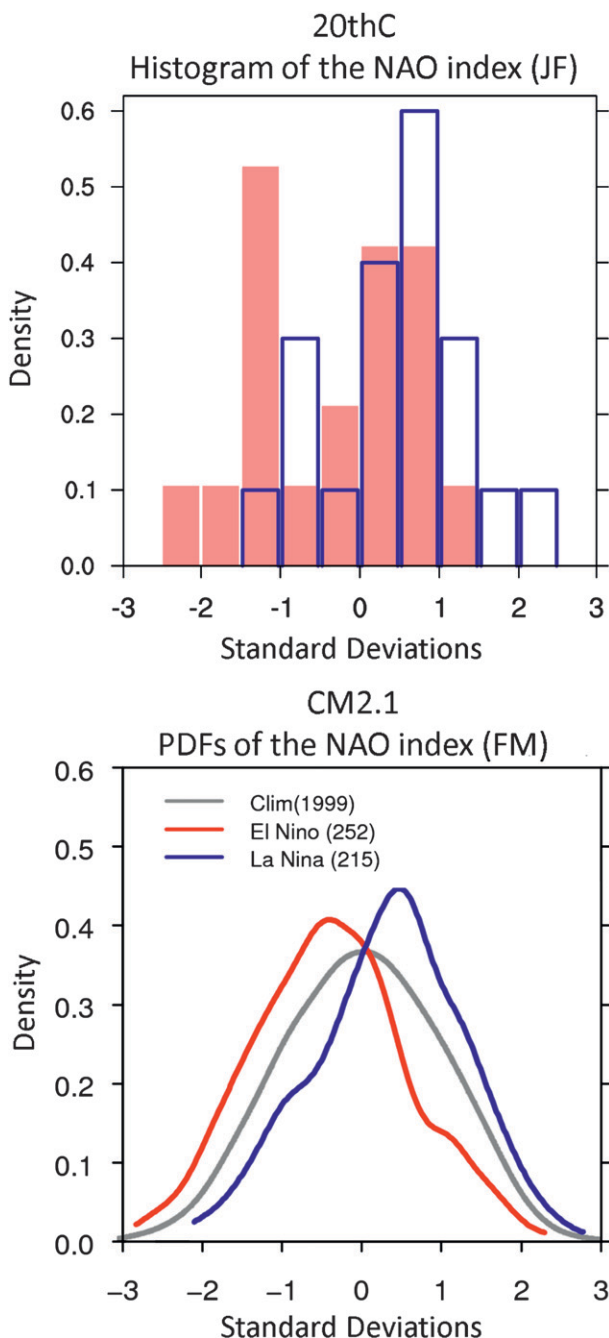 20thC
Histogram of the NAO index (JF)
0.6
0.5
0.4
0.3
0.2
0.1
0.0
Density
-3 -2 -1 0 1 2 3
Standard Deviations
CM2.1
PDFs of the NAO index (FM)
0.6
0.5
0.4
0.3
0.2
0.1
0.0
Density
Clim(1999)
El Nino (252)
La Nina (215)
−3 −2 −1 0 1 2 3
Standard Deviations